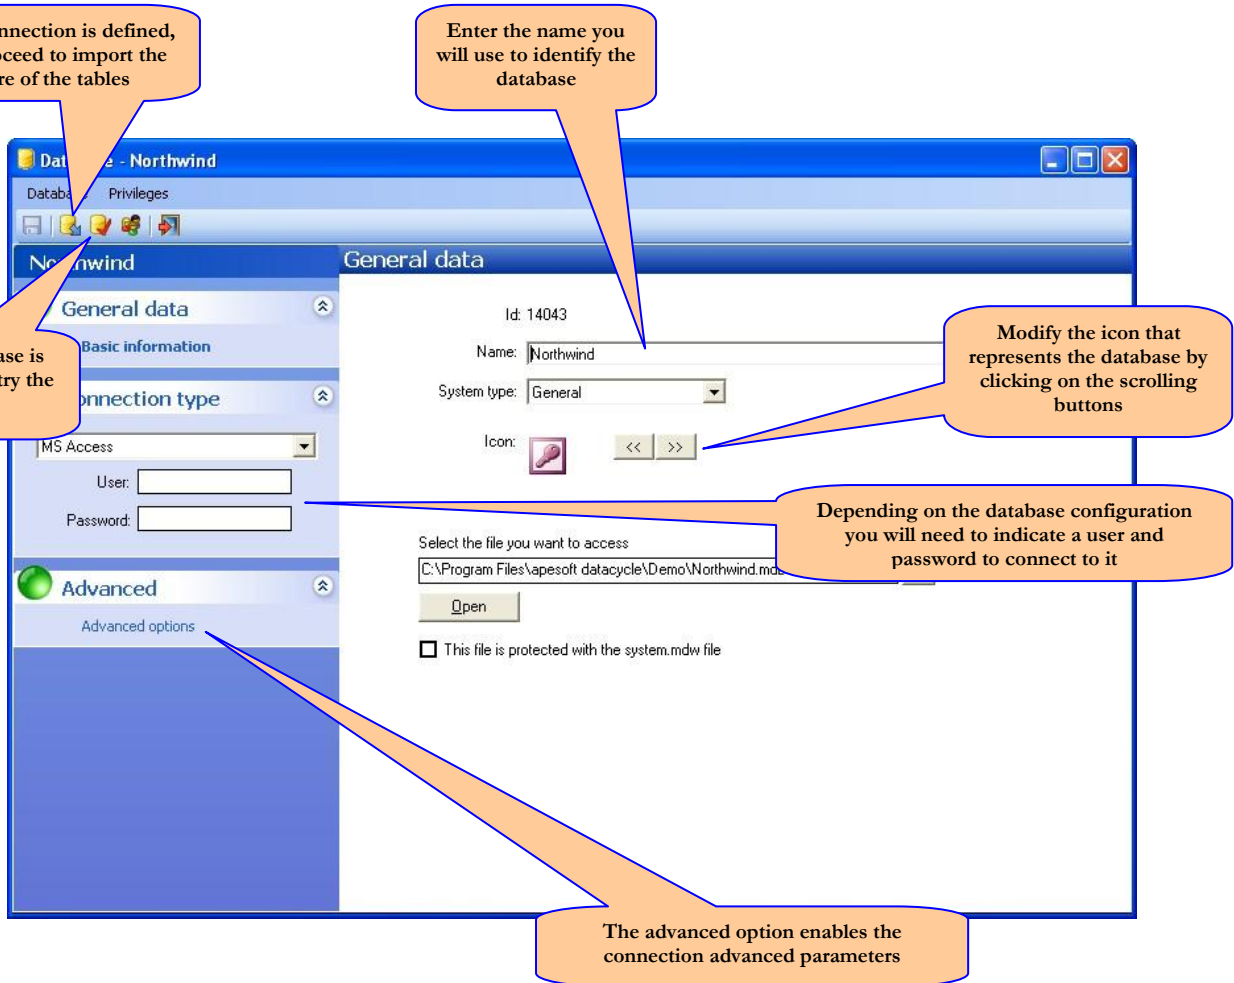 nnection is defined,
oceed to import the
re of the tables
Enter the name you
will use to identify the
database
Dat e - Northwind
Databas Privileges
Northwind
General data
Id: 14043
General data
Basic information
Name: Northwind
Modify the icon that
represents the database by
clicking on the scrolling
buttons
ase is
try the
System type: General
onnection type
MS Access
Icon: << >>
User:
Password:
Depending on the database configuration
you will need to indicate a user and
password to connect to it
Select the file you want to access
C:\Program Files\apesoft datacycle\Demo\Northwind.mdb
Open
Advanced
Advanced options
This file is protected with the system.mdw file
The advanced option enables the
connection advanced parameters